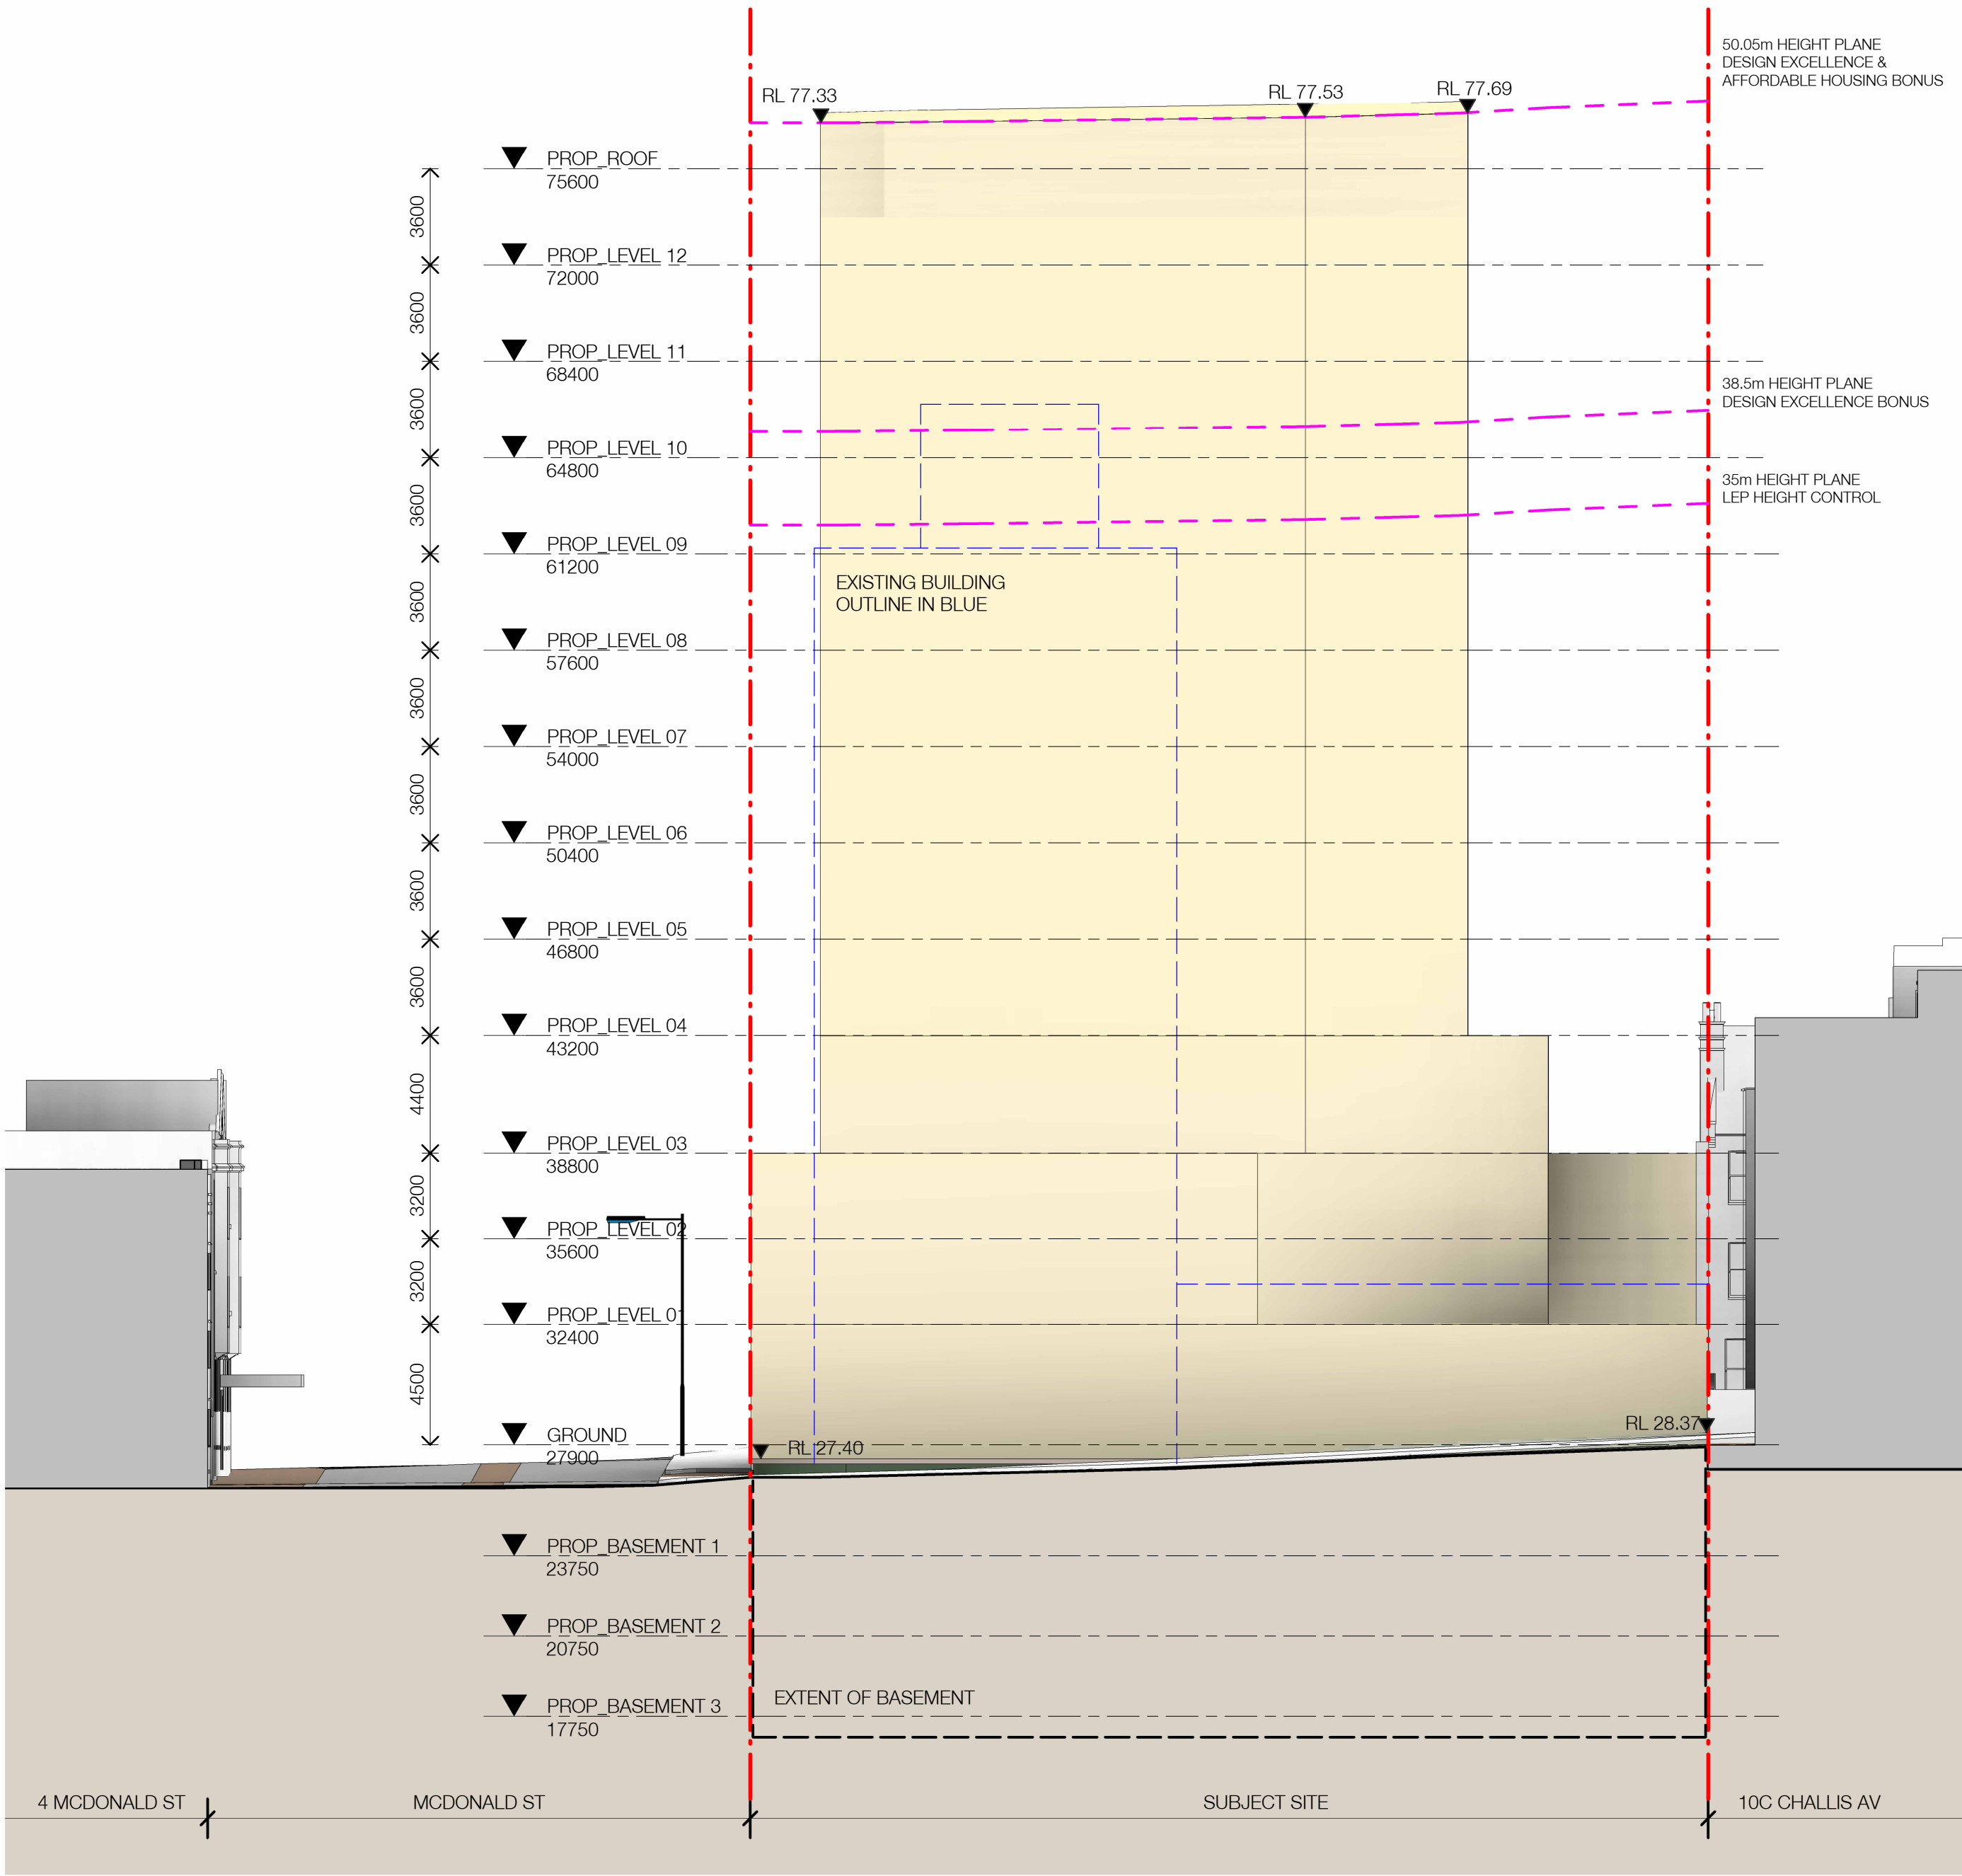 50.05m HEIGHT PLANE
DESIGN EXCELLENCE &
AFFORDABLE HOUSING BONUS
RL 77.33
RL 77.53
RL 77.69
PROP_ROOF
75600
3600
PROP_LEVEL 12
72000
3600
PROP_LEVEL 11
68400
38.5m HEIGHT PLANE
DESIGN EXCELLENCE BONUS
3600
PROP_LEVEL 10
64800
35m HEIGHT PLANE
LEP HEIGHT CONTROL
3600
PROP_LEVEL 09
61200
EXISTING BUILDING
OUTLINE IN BLUE
3600
PROP_LEVEL 08
57600
3600
PROP_LEVEL 07
54000
3600
PROP_LEVEL 06
50400
3600
PROP_LEVEL 05
46800
3600
PROP_LEVEL 04
43200
4400
PROP_LEVEL 03
38800
3200
PROP_LEVEL 02
35600
3200
PROP_LEVEL 01
32400
4500
GROUND
27900
RL 27.40
RL 28.37
PROP_BASEMENT 1
23750
PROP_BASEMENT 2
20750
PROP_BASEMENT 3
17750
EXTENT OF BASEMENT
4 MCDONALD ST
MCDONALD ST
SUBJECT SITE
10C CHALLIS AV